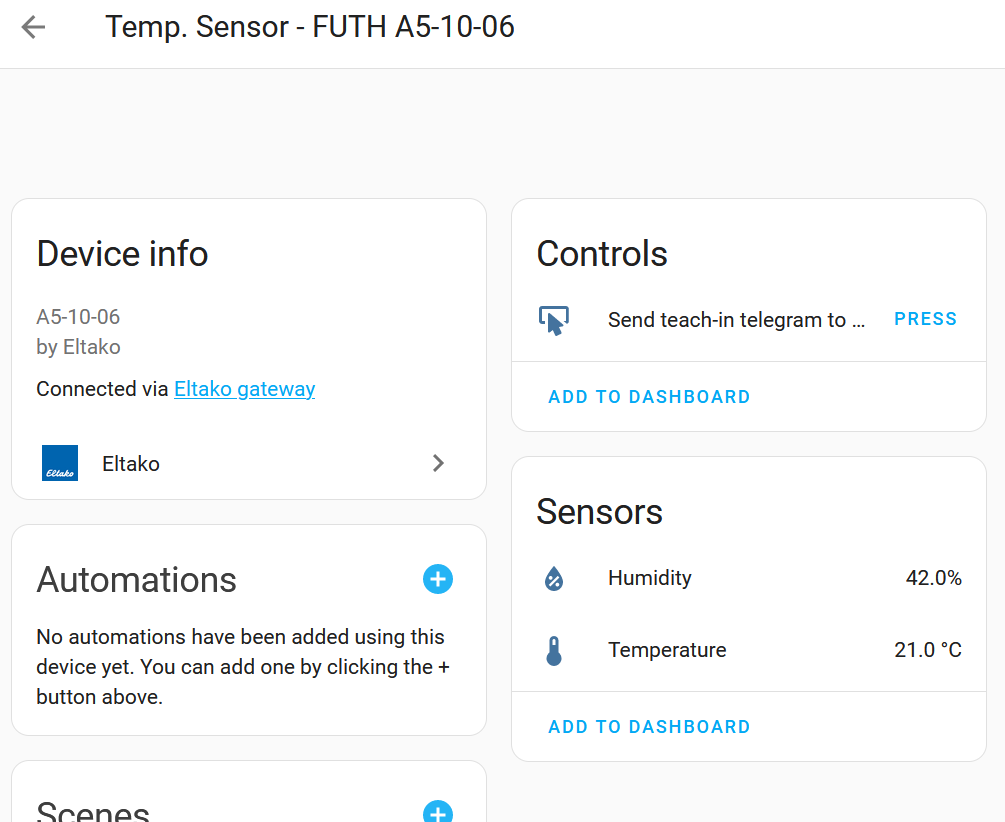 Temp. Sensor - FUTH A5-10-06
Device info
A5-10-06
by Eltako
Connected via Eltako gateway
Eltako
Eltako
Automations
No automations have been added using this
device yet. You can add one by clicking the +
button above.
Scenes
Controls
Send teach-in telegram to ...
PRESS
ADD TO DASHBOARD
Sensors
Humidity
42.0%
Temperature
21.0 °C
ADD TO DASHBOARD